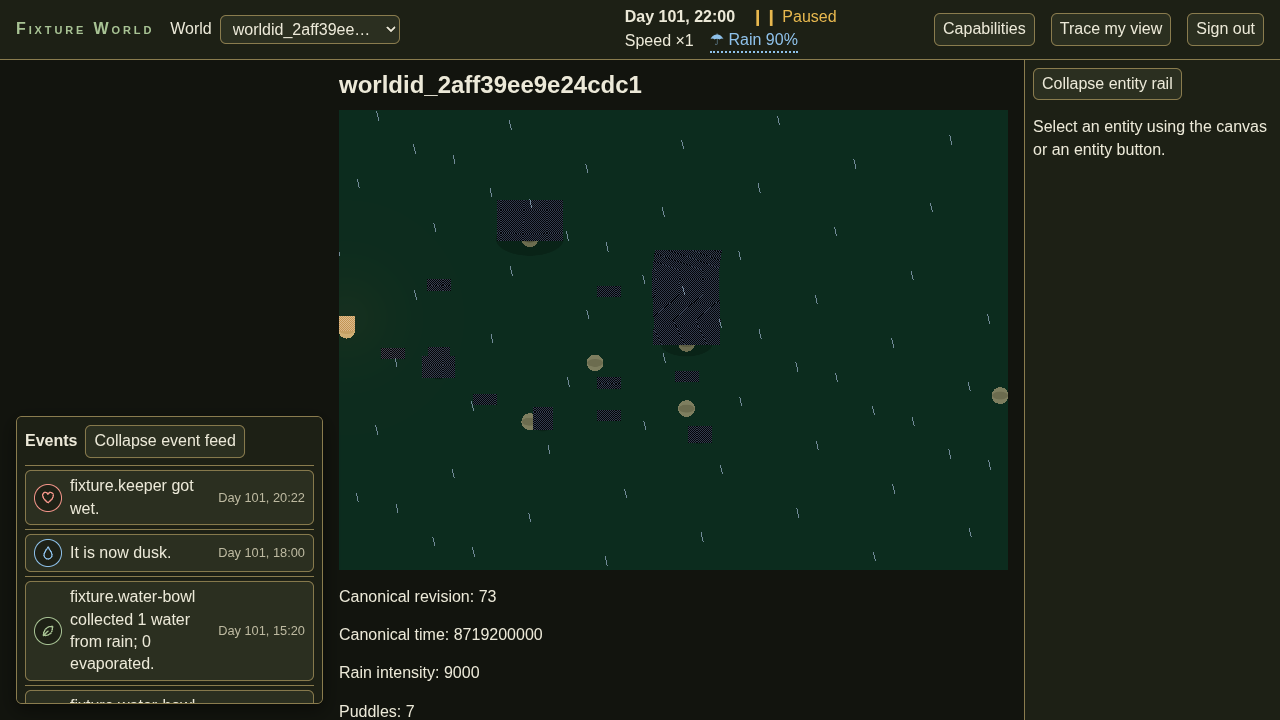 Fixture World
World
worldid_2aff39ee…
Day 101, 22:00
❙❙ Paused
Speed ×1
☂ Rain 90%
Capabilities
Trace my view
Sign out
worldid_2aff39ee9e24cdc1
Collapse entity rail
Select an entity using the canvas
or an entity button.
Events
Collapse event feed
fixture.keeper got
wet.
Day 101, 20:22
It is now dusk.
Day 101, 18:00
fixture.water-bowl
collected 1 water
from rain; 0
evaporated.
Day 101, 15:20
fixture.water-bowl
Canonical revision: 73
Canonical time: 8719200000
Rain intensity: 9000
Puddles: 7